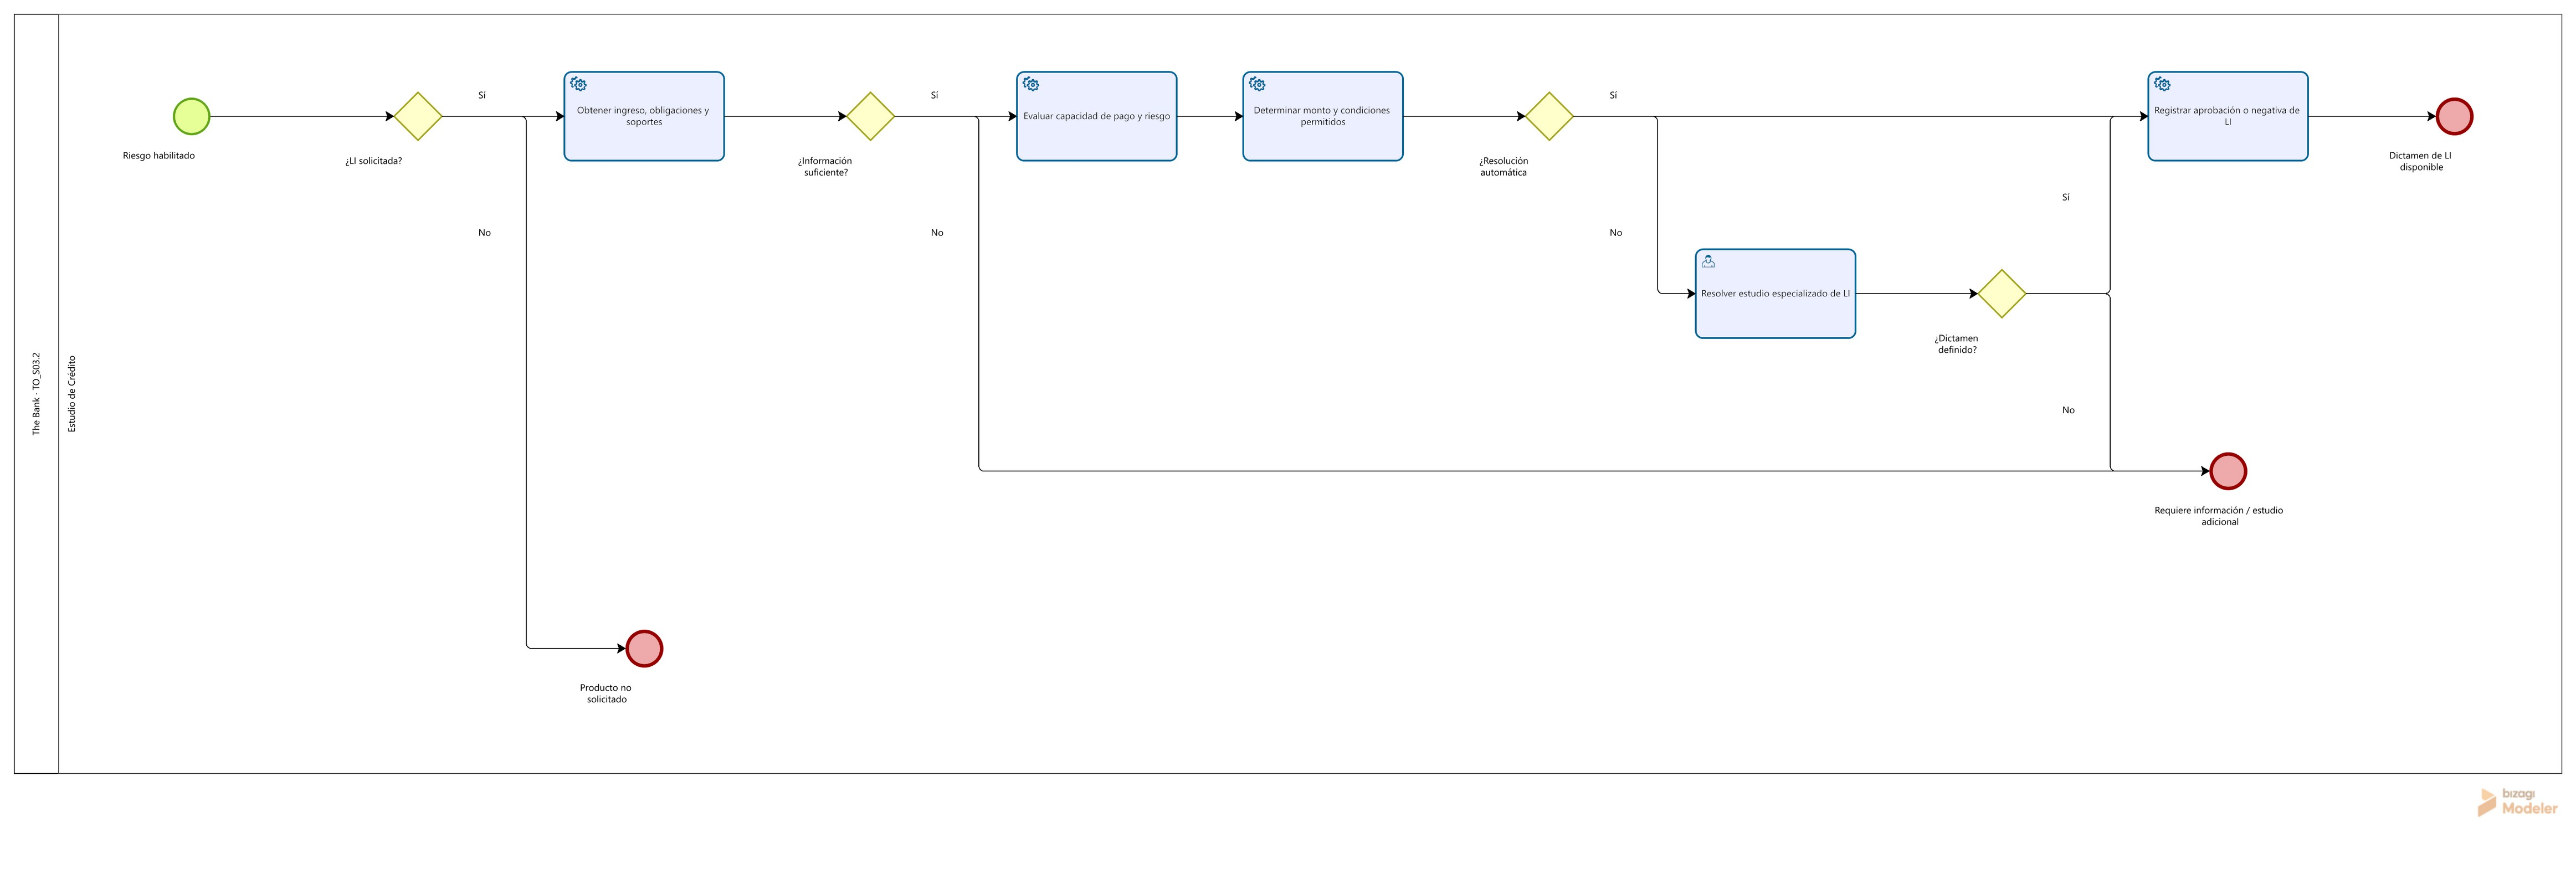 The Bank - TO_S03.2
Estudio de Crédito
Riesgo habilitado
¿LI solicitada?
Sí
No
Obtener ingreso, obligaciones y
soportes
Producto no
solicitado
¿Información
suficiente?
Sí
No
Evaluar capacidad de pago y riesgo
Determinar monto y condiciones
permitidos
¿Resolución
automática
Sí
No
Resolver estudio especializado de LI
¿Dictamen
definido?
Sí
No
Registrar aprobación o negativa de
LI
Dictamen de LI
disponible
Requiere información / estudio
adicional
bizagi
Modeler